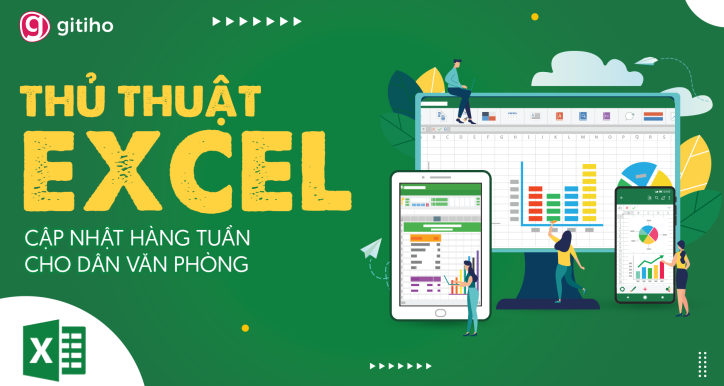 gitiho
THỦ THUẬT
EXCEL
CẬP NHẬT HÀNG TUẦN
CHO DÂN VĂN PHÒNG
X